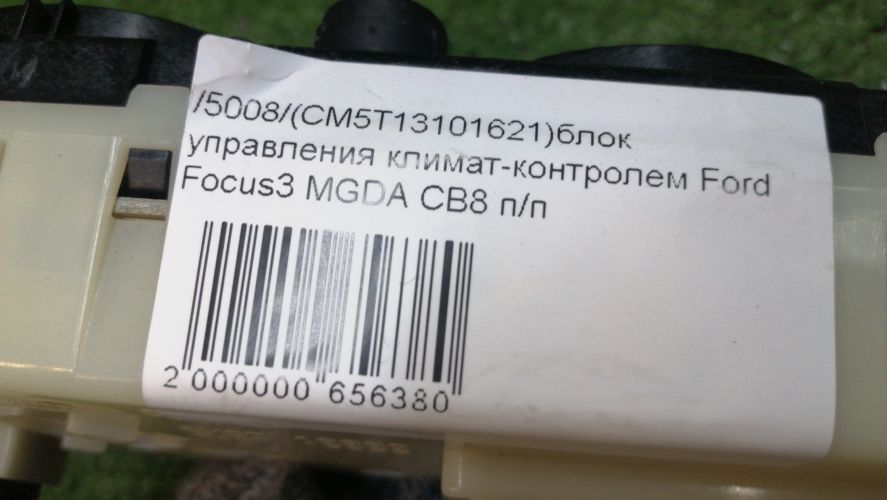 /5008/(CM5T13101621)блок
управления климат-контролем Ford
Focus3 MGDA CB8 п/п
2 000000 656380